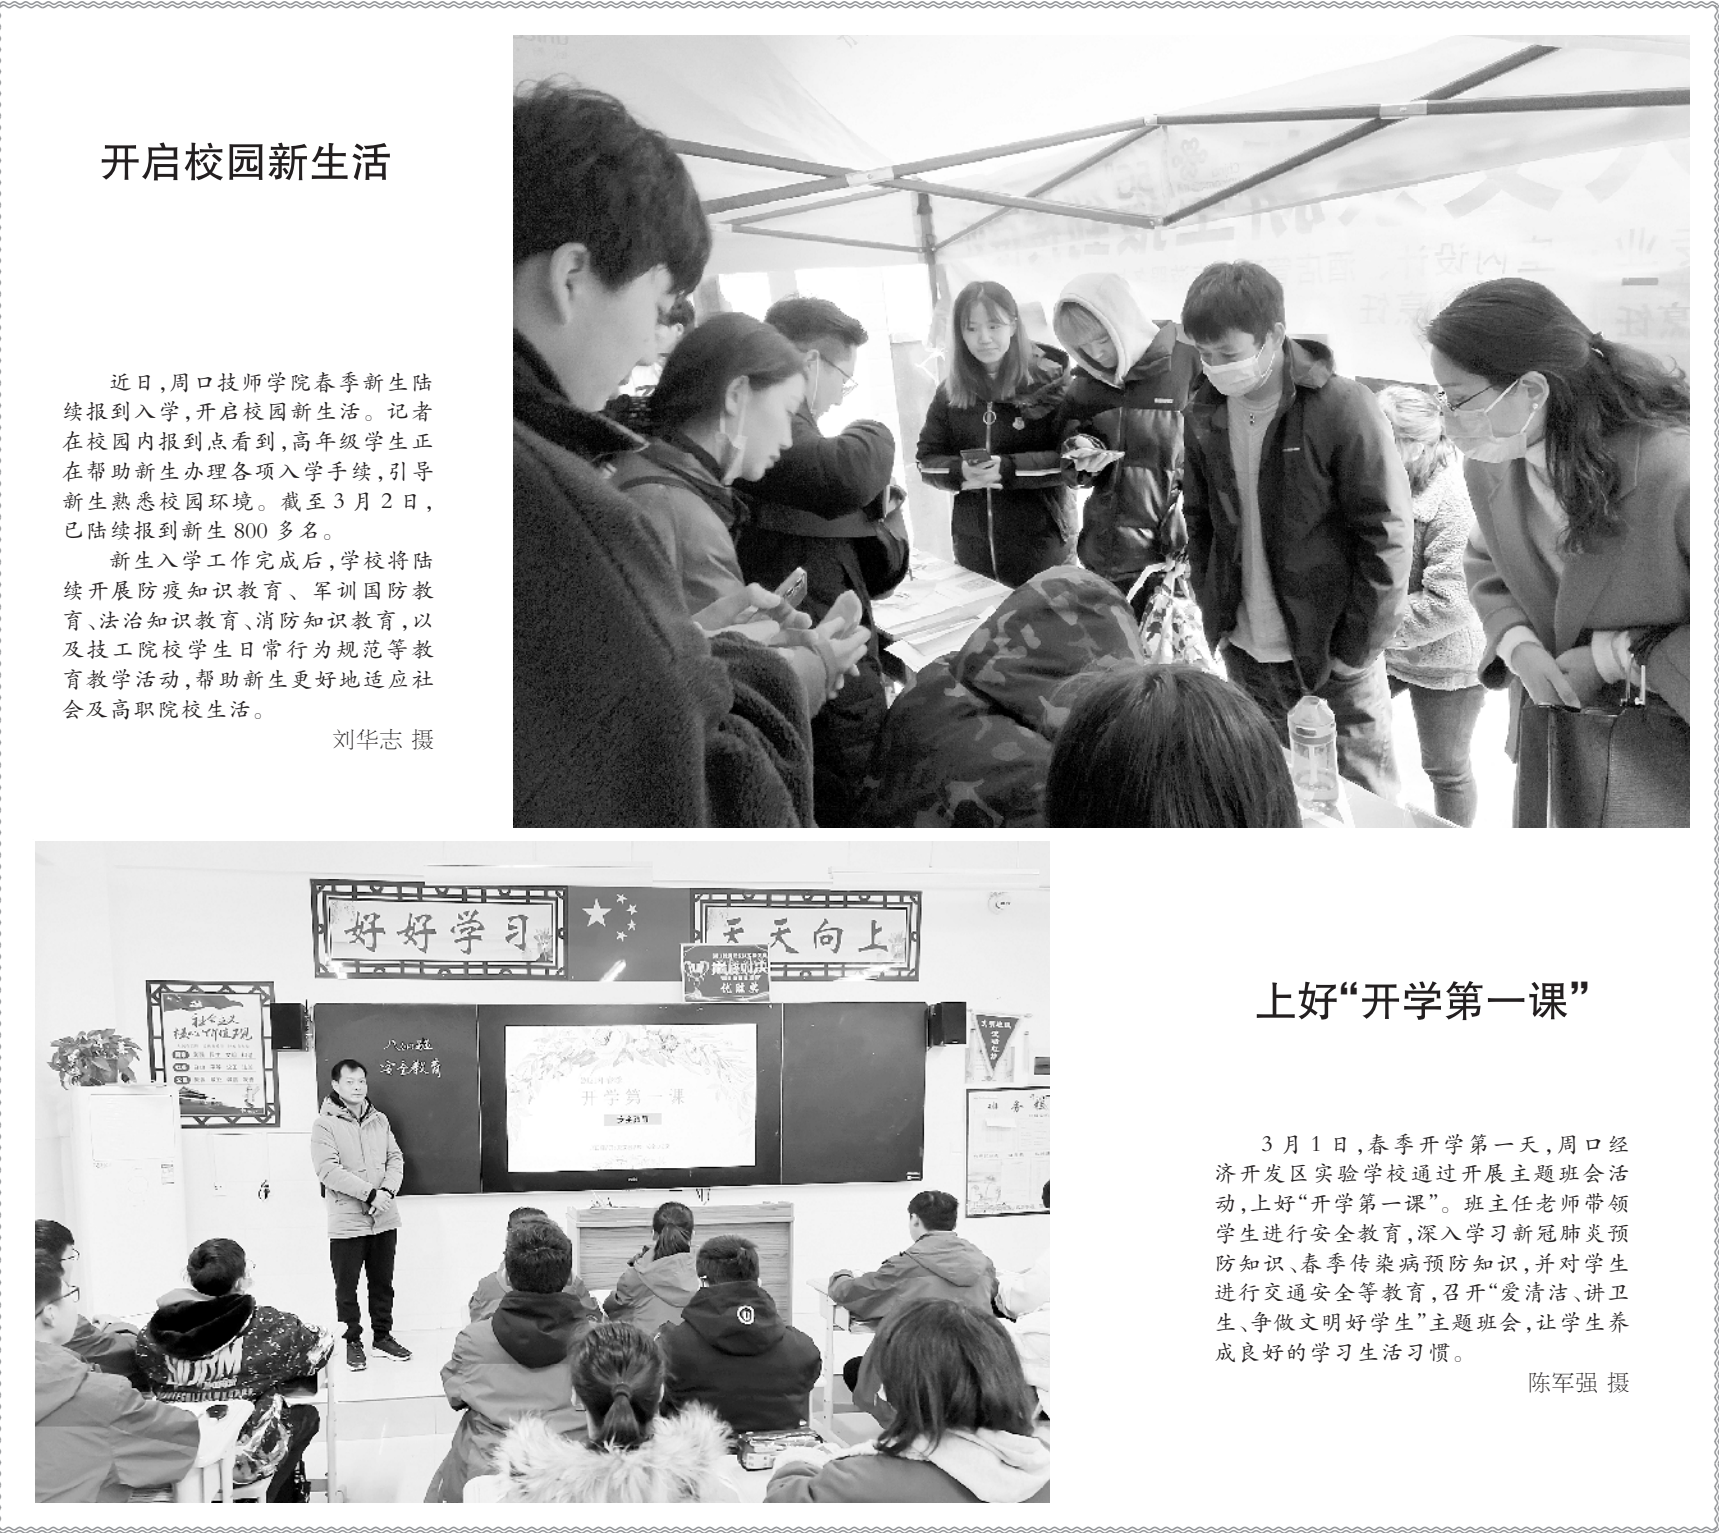 开启校园新生活
近日，周口技师学院春季新生陆
续报到入学，开启校园新生活。记者
在校园内报到点看到，高年级学生正
在帮助新生办理各项入学手续，引导
新生熟悉校园环境。截至3月2日，
已陆续报到新生800多名。
新生入学工作完成后，学校将陆
续开展防疫知识教育、军训国防教
育、法治知识教育、消防知识教育，以
及技工院校学生日常行为规范等教
育教学活动，帮助新生更好地适应社
会及高职院校生活。
刘华志 摄
好好学习
天天向上
优胜奖
社会主义
核心价值观
安全教育
开学第一课
安全教育
上好“开学第一课”
3月1日，春季开学第一天，周口经
济开发区实验学校通过开展主题班会活
动，上好“开学第一课”。班主任老师带领
学生进行安全教育，深入学习新冠肺炎预
防知识、春季传染病预防知识，并对学生
进行交通安全等教育，召开“爱清洁、讲卫
生、争做文明好学生”主题班会，让学生养
成良好的学习生活习惯。
陈军强 摄